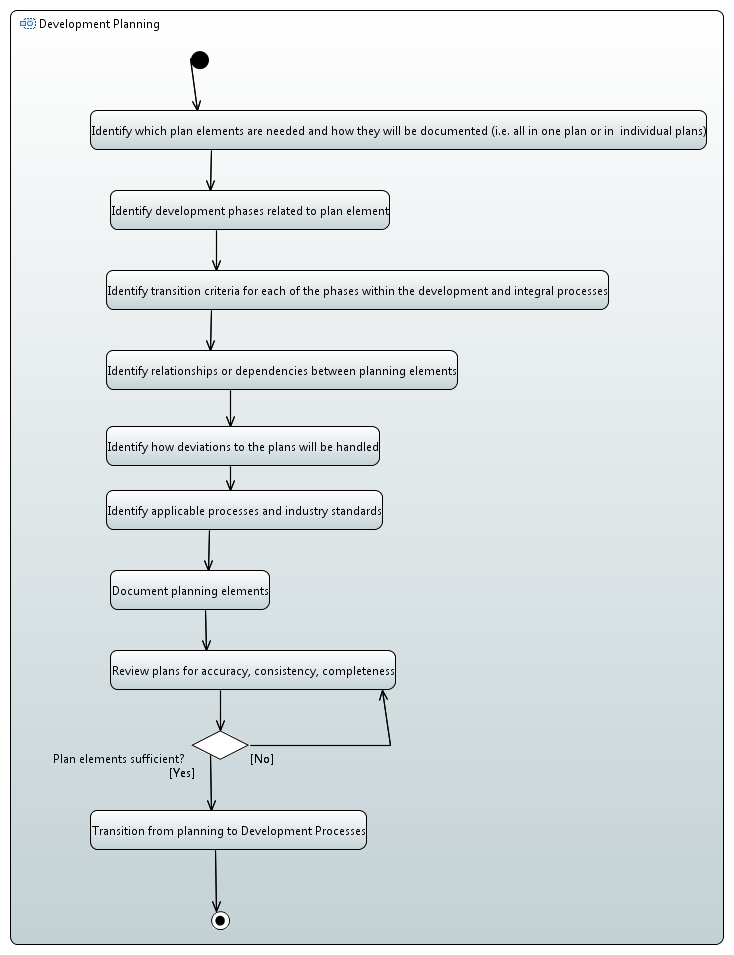 Development Planning
Identify which plan elements are needed and how they will be documented (i.e. all in one plan or in  individual plans)
Identify development phases related to plan element
Identify transition criteria for each of the phases within the development and integral processes
Identify relationships or dependencies between planning elements
Identify how deviations to the plans will be handled
Identify applicable processes and industry standards
Document planning elements
Review plans for accuracy, consistency, completeness
Plan elements sufficient?
[No]
[Yes]
Transition from planning to Development Processes